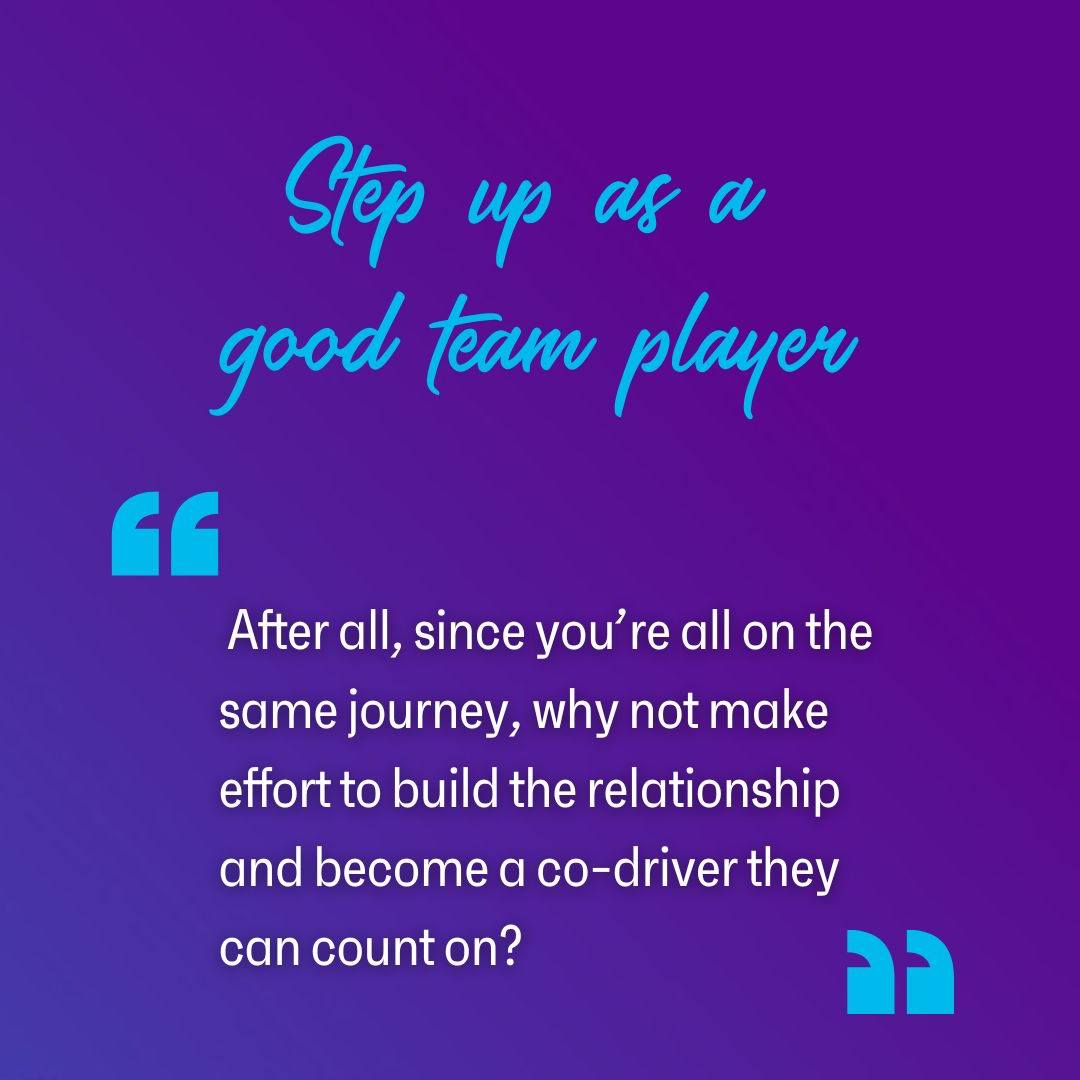 Step up as a
good team player
“
After all, since you’re all on the
same journey, why not make
effort to build the relationship
and become a co-driver they
can count on?
”